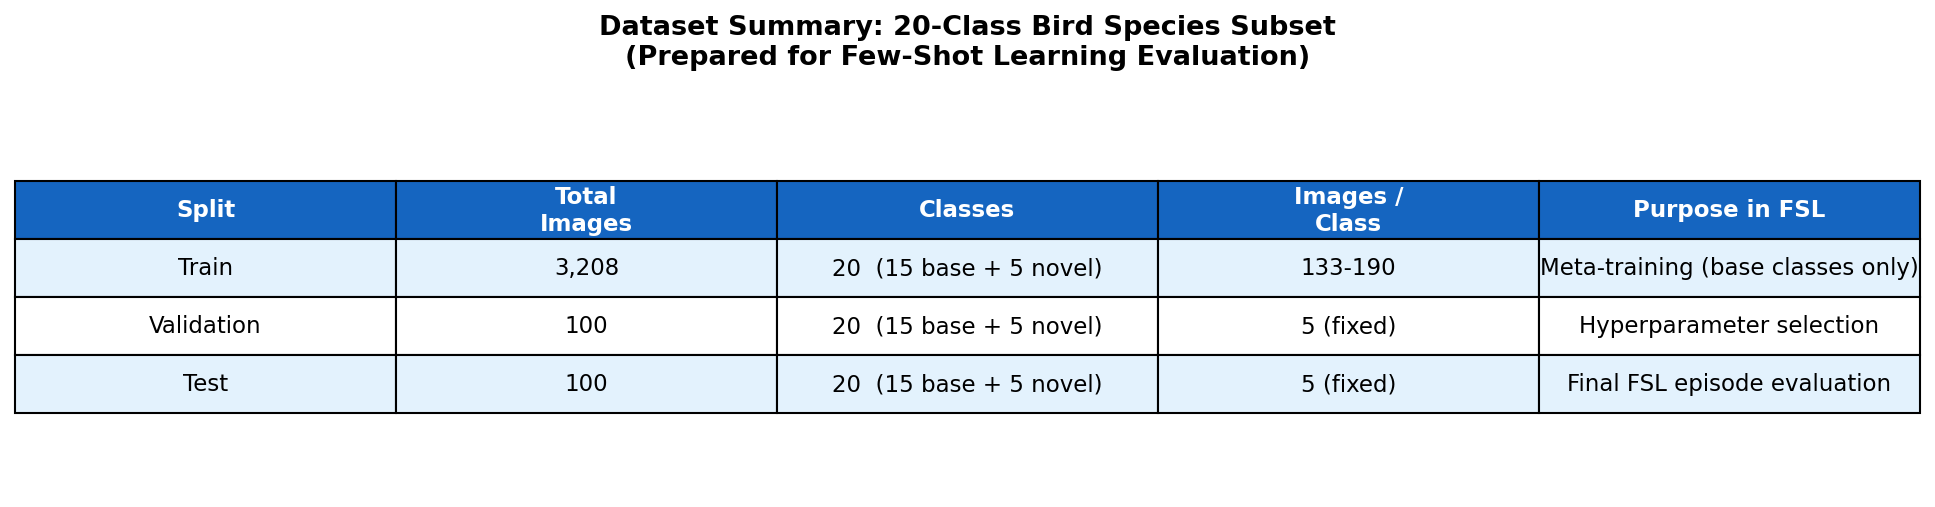 Dataset Summary: 20-Class Bird Species Subset
(Prepared for Few-Shot Learning Evaluation)
Split
Total
Images
Classes
Images /
Class
Purpose in FSL
Train
3,208
20  (15 base + 5 novel)
133-190
Meta-training (base classes only)
Validation
100
20  (15 base + 5 novel)
5 (fixed)
Hyperparameter selection
Test
100
20  (15 base + 5 novel)
5 (fixed)
Final FSL episode evaluation